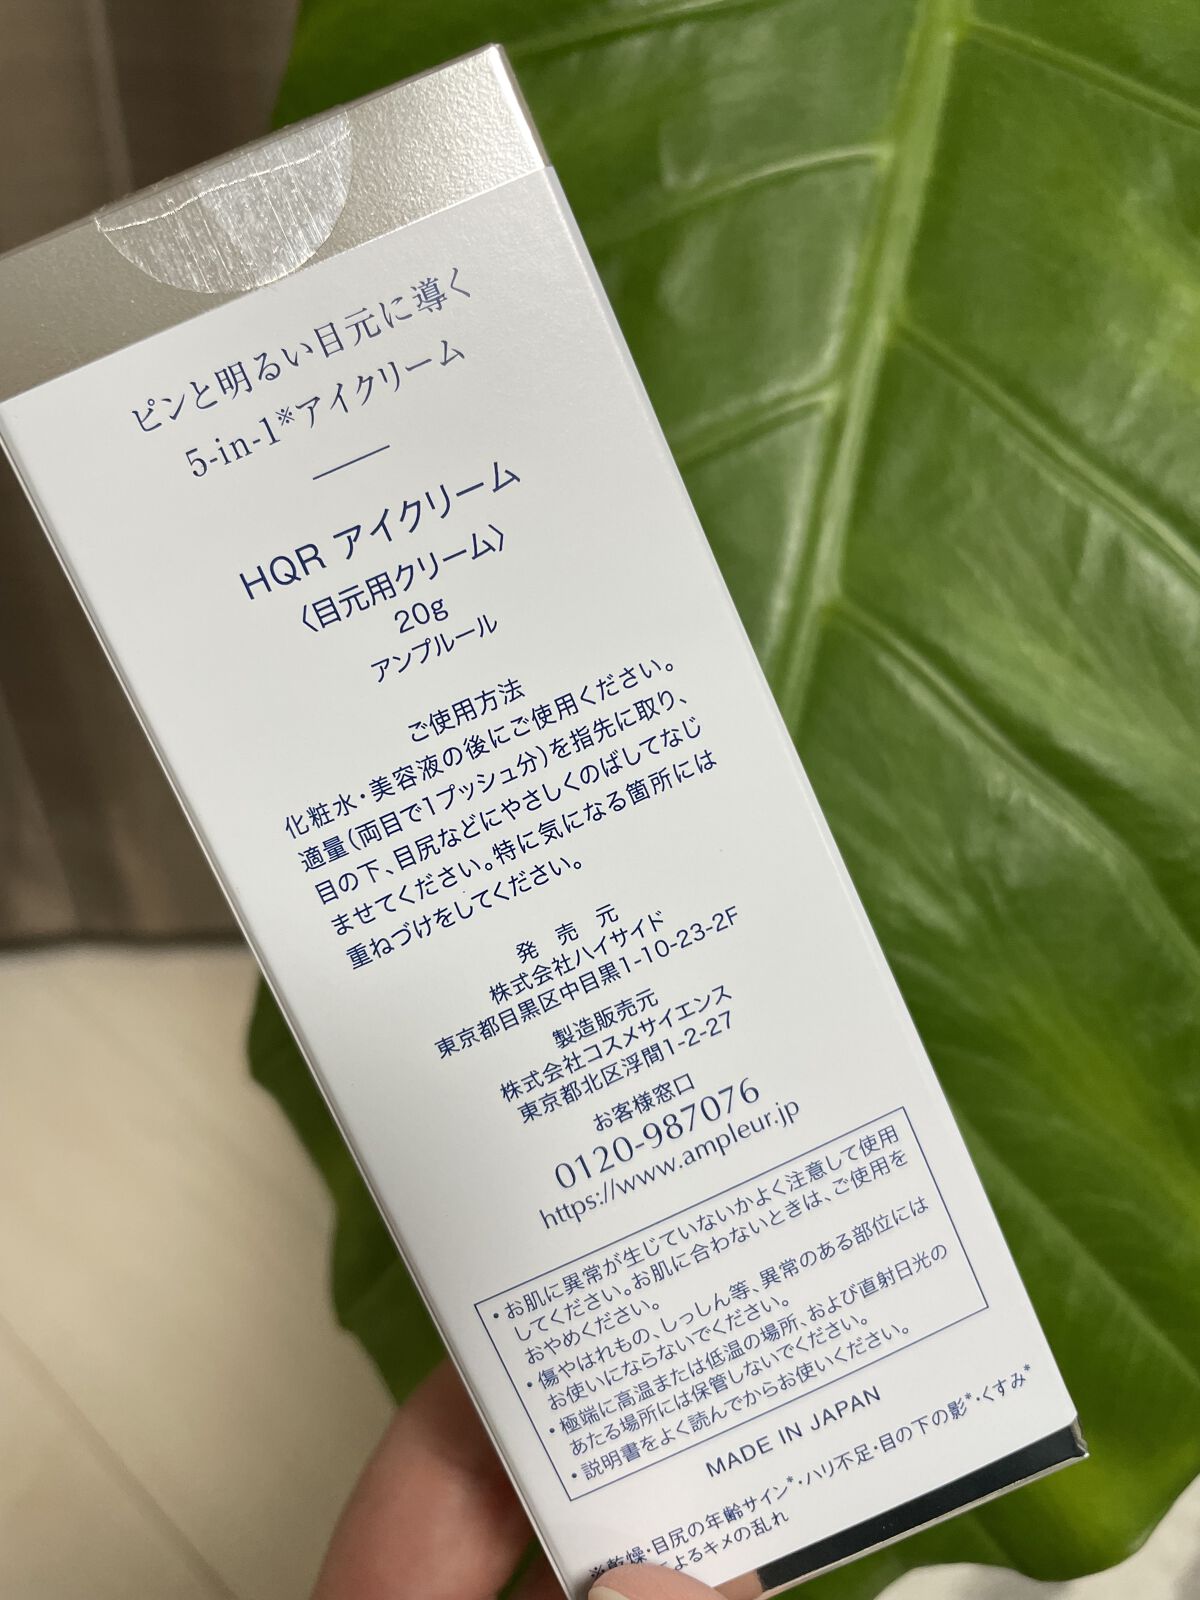 ピンと明るい目元に導く
5-in-1※アイクリーム
HQR アイクリーム
〈目元用クリーム〉
20g
アンプルール
ご使用方法
化粧水・美容液の後にご使用ください。
適量(両目で1プッシュ分)を指先に取り、
目の下、目尻などにやさしくのばしてなじ
ませてください。特に気になる箇所には
重ねづけをしてください。
発 売 元
株式会社ハイサイド
東京都目黒区中目黒1-10-23-2F
製造販売元
株式会社コスメサイエンス
東京都北区浮間1-2-27
お客様窓口
0120-987076
https://www.ampleur.jp
・お肌に異常が生じていないかよく注意して使用
してください。お肌に合わないときは、ご使用を
おやめください。
・傷やはれもの、しっしん等、異常のある部位には
お使いにならないでください。
・極端に高温または低温の場所、および直射日光の
あたる場所には保管しないでください。
・説明書をよく読んでからお使いください。
MADE IN JAPAN
※乾燥・目尻の年齢サイン*・ハリ不足・目の下の影*・くすみ*
よるキメの乱れ